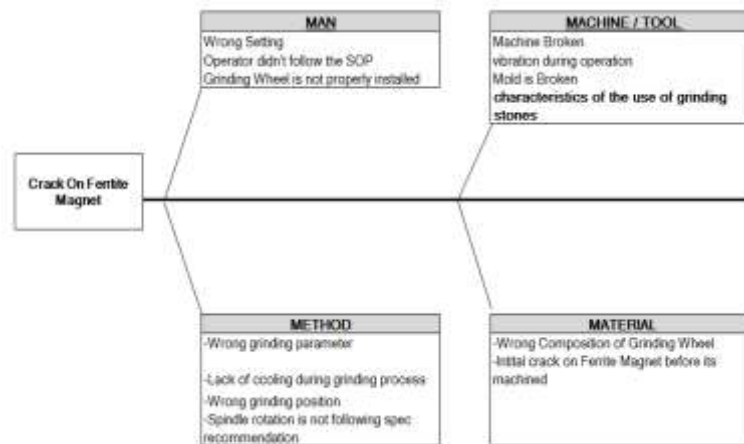 MAN
Wrong Setting
Operator didn't follow the SOP
Grinding Wheel is not properly installed
MACHINE / TOOL
Machine Broken
vibration during operation
Mold is Broken
characteristics of the use of grinding
stones
Crack On Ferrite
Magnet
METHOD
-Wrong grinding parameter
-Lack of cooling during grinding process
-Wrong grinding position
-Spindle rotation is not following spec
recommendation
MATERIAL
-Wrong Composition of Grinding Wheel
-Intital crack on Ferrite Magnet before its
machined